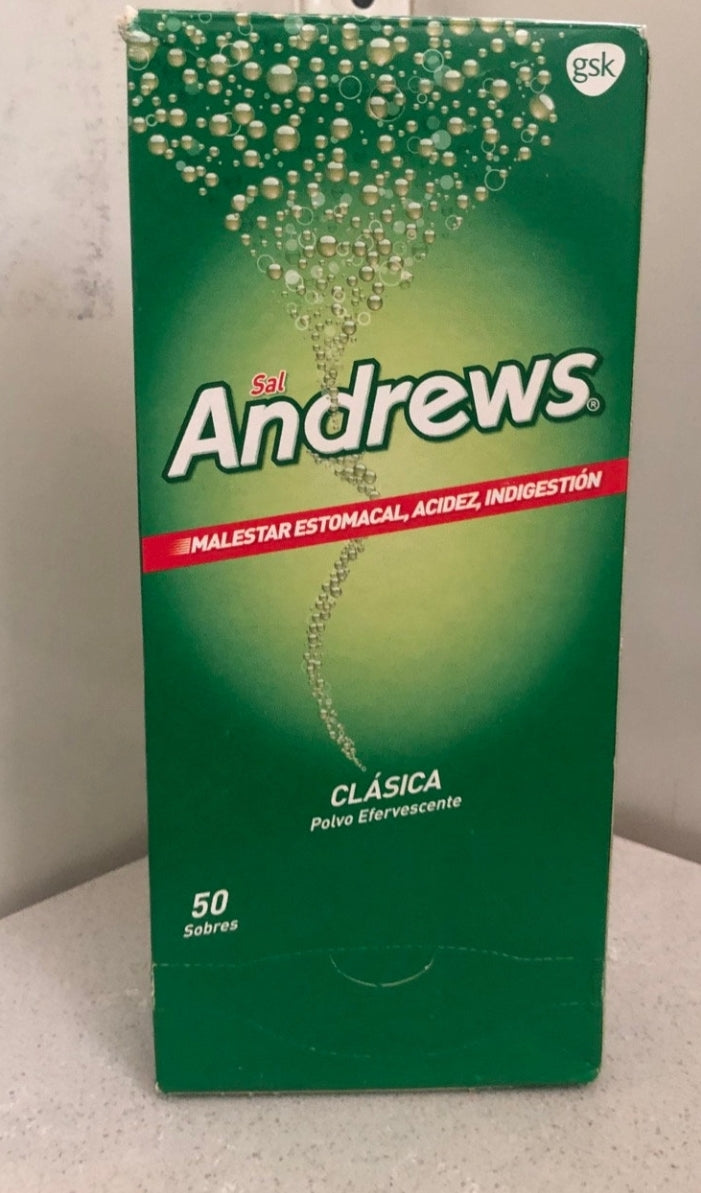 gsk
Sal
Andrews®
MALESTAR ESTOMACAL, ACIDEZ, INDIGESTIÓN
CLÁSICA
Polvo Efervescente
50
Sobres